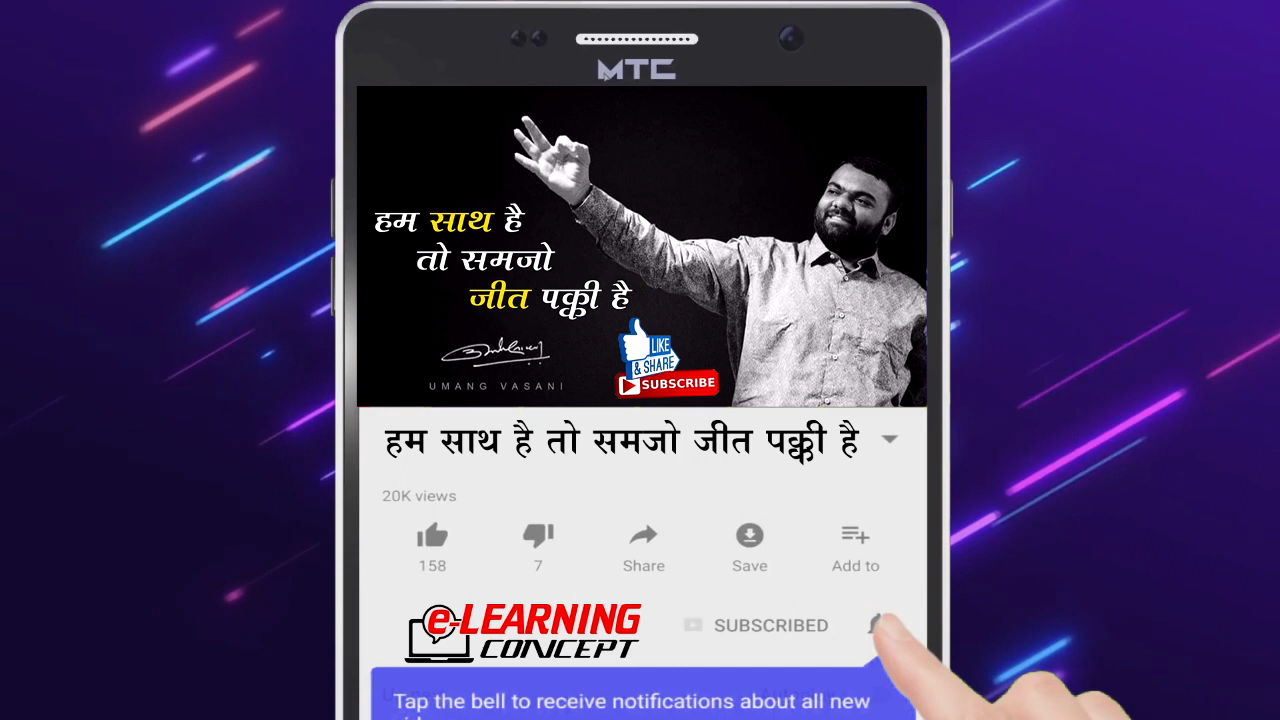 MTC
हम साथ है
तो समजो
जीत पक्की है
LIKE
& SHARE
SUBSCRIBE
UMANG VASANI
हम साथ है तो समजो जीत पक्की है
20K views
158
7
Share
Save
Add to
e-LEARNING
CONCEPT
SUBSCRIBED
Tap the bell to receive notifications about all new